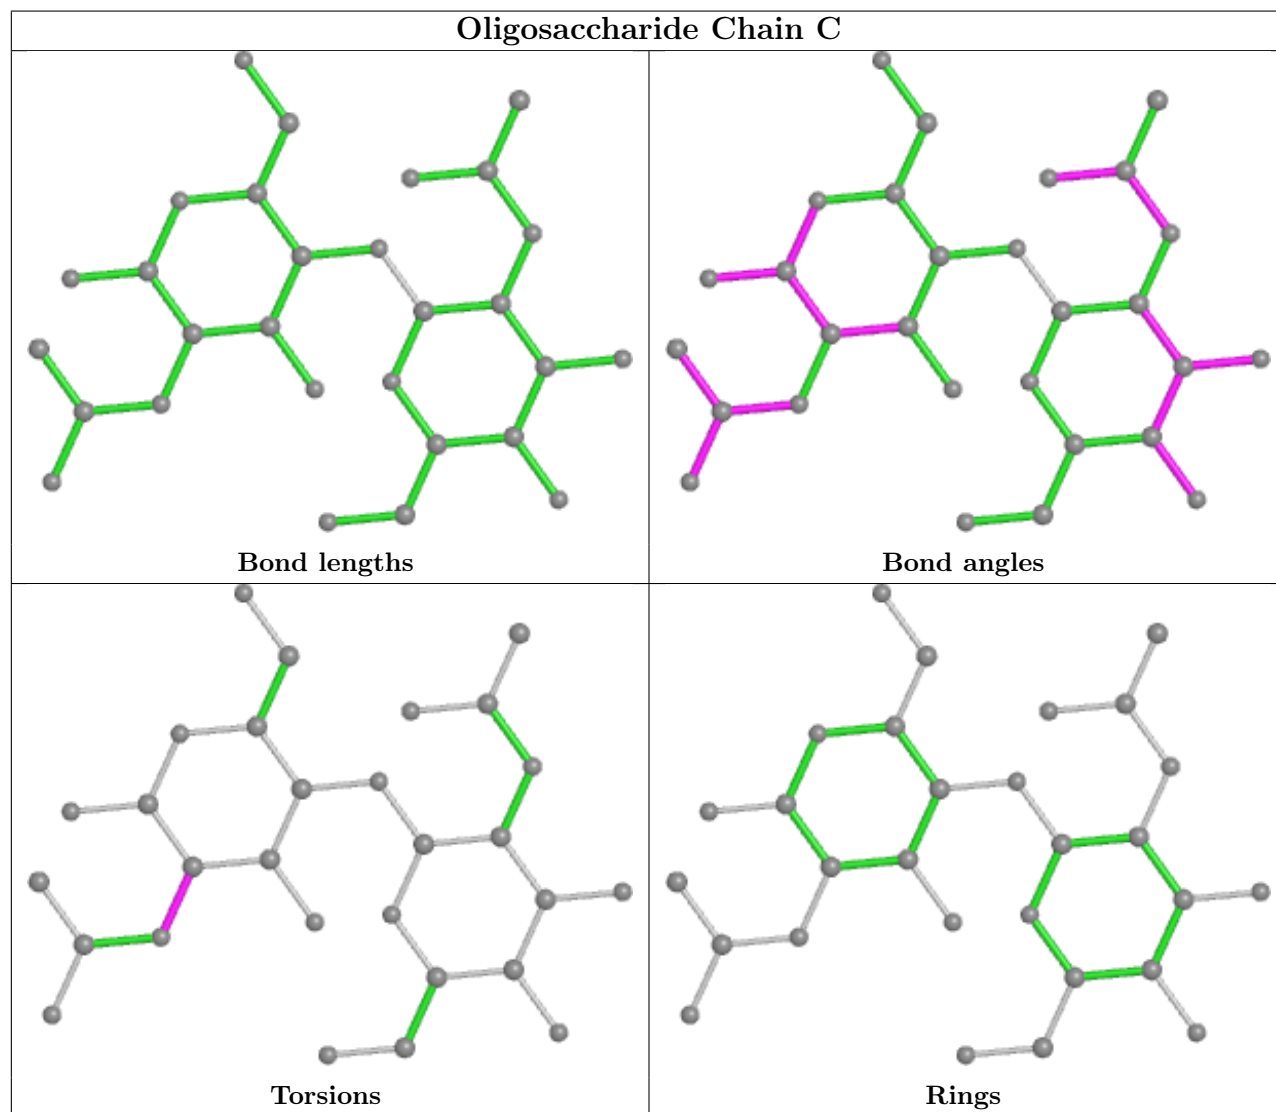 Oligosaccharide Chain C
Bond lengths
Bond angles
Torsions
Rings